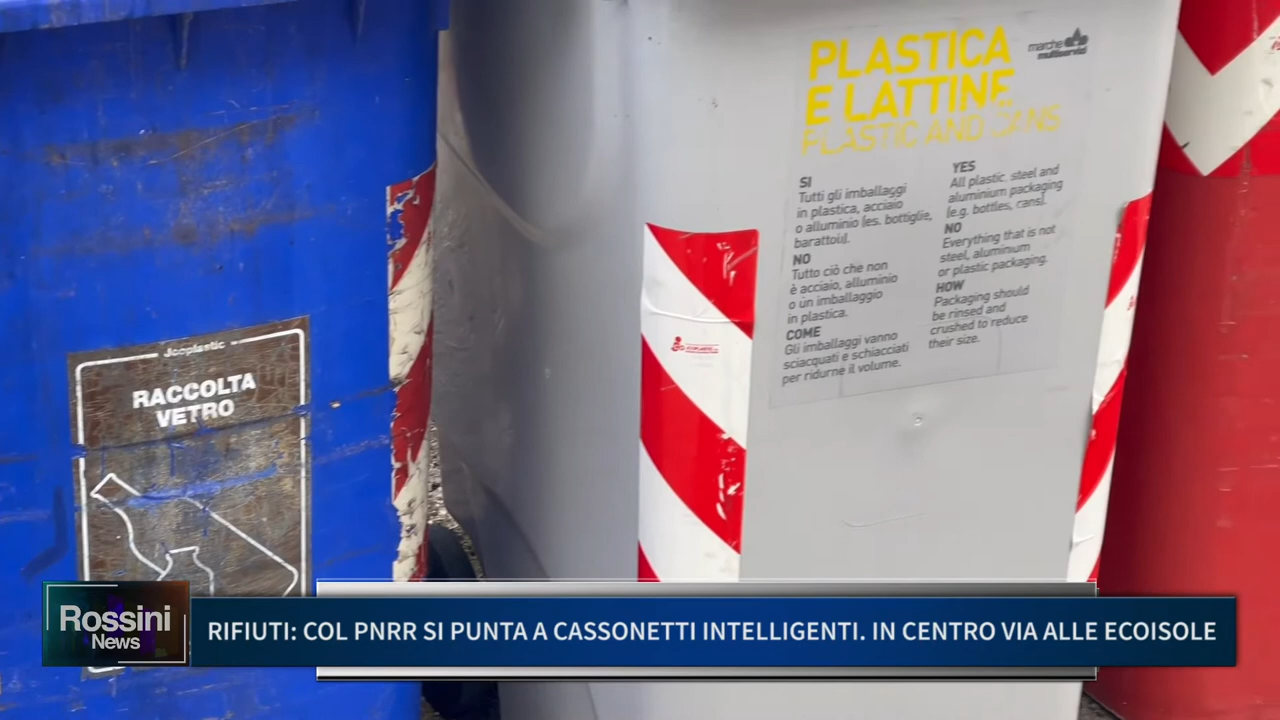 PLASTICA
E LATTINE
PLASTIC AND CANS
marche
multiservizi
SI
Tutti gli imballaggi
in plastica, acciaio
o alluminio (es. bottiglie,
barattoli).
NO
Tutto ciò che non
è acciaio, alluminio
o un imballaggio
in plastica.
COME
Gli imballaggi vanno
sciacquati e schiacciati
per ridurne il volume.
YES
All plastic, steel and
aluminium packaging
(e.g. bottles, cans).
NO
Everything that is not
steel, aluminium
or plastic packaging.
HOW
Packaging should
be rinsed and
crushed to reduce
their size.
Jcoplastic
RACCOLTA
VETRO
Rossini
News
RIFIUTI: COL PNRR SI PUNTA A CASSONETTI INTELLIGENTI. IN CENTRO VIA ALLE ECOISOLE